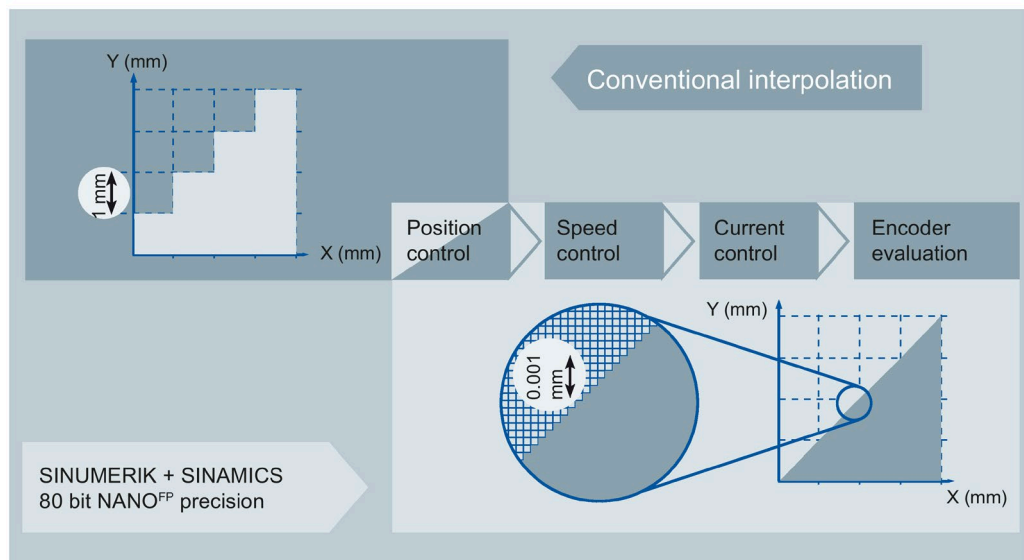 Y (mm)
1 mm
X (mm)
Conventional interpolation
Position
control
Speed
control
Current
control
Encoder
evaluation
Y (mm)
0.001
mm
X (mm)
SINUMERIK + SINAMICS
80 bit NANOFP precision